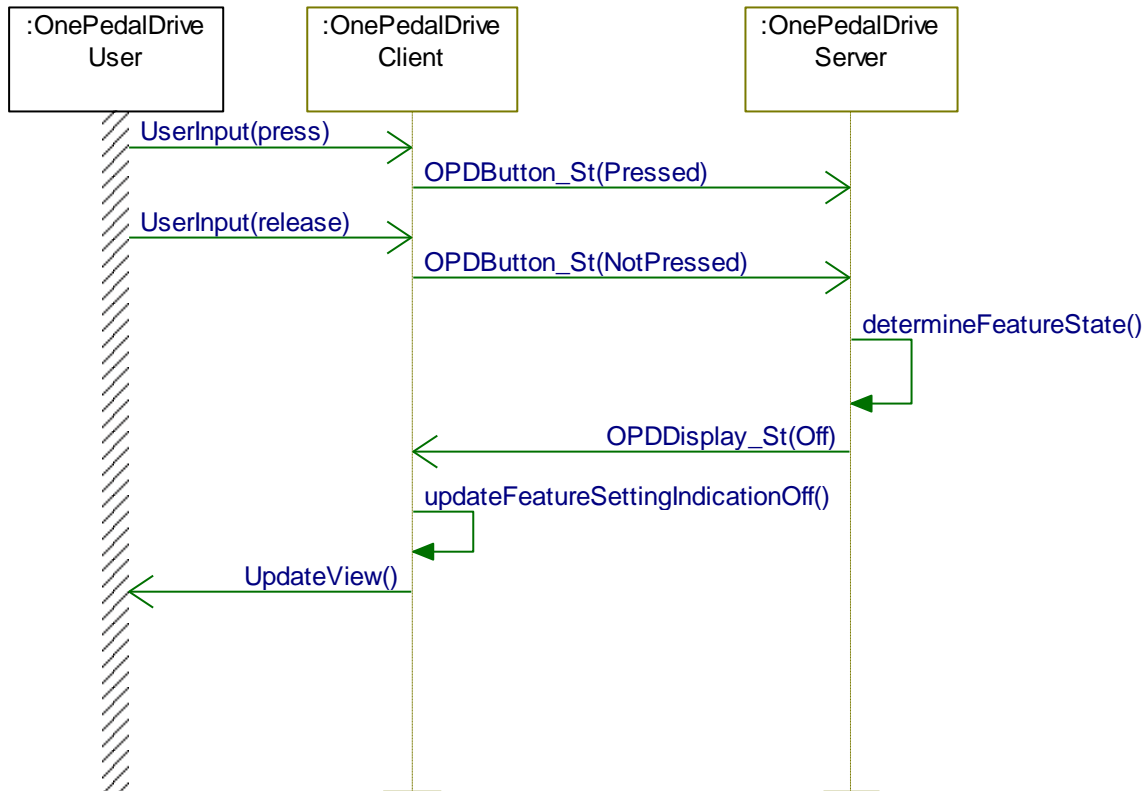 :OnePedalDrive
User
:OnePedalDrive
Client
:OnePedalDrive
Server
UserInput(press)
OPDButton_St(Pressed)
UserInput(release)
OPDButton_St(NotPressed)
determineFeatureState()
OPDDisplay_St(Off)
updateFeatureSettingIndicationOff()
UpdateView()